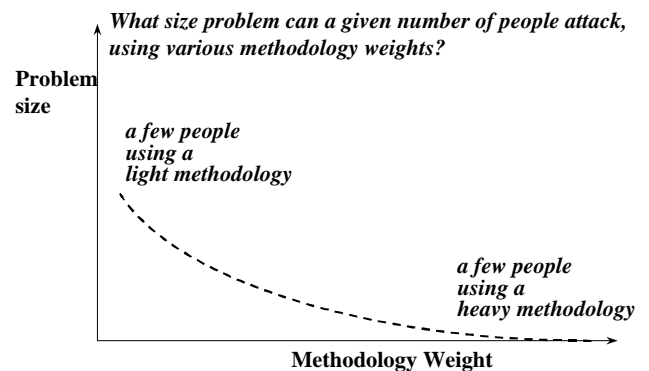 What size problem can a given number of people attack,
using various methodology weights?
Problem
size
a few people
using a
light methodology
a few people
using a
heavy methodology
Methodology Weight